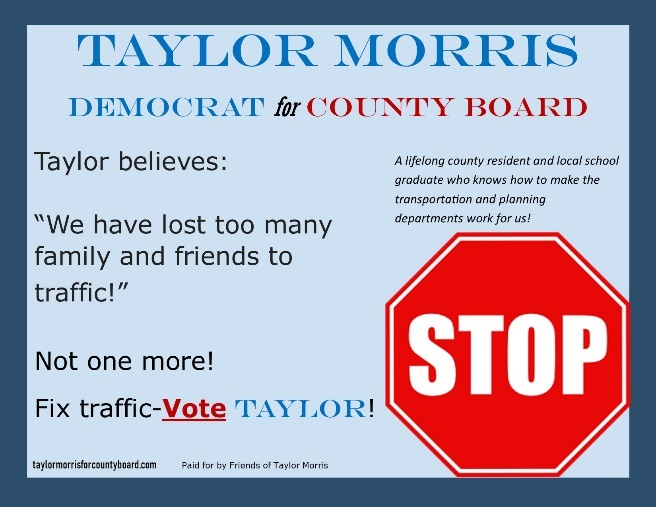 TAYLOR MORRIS
DEMOCRAT for COUNTY BOARD
Taylor believes:
“We have lost too many
family and friends to
traffic!”
Not one more!
Fix traffic-Vote TAYLOR!
A lifelong county resident and local school
graduate who knows how to make the
transportation and planning
departments work for us!
STOP
taylormorrisforcountyboard.com
Paid for by Friends of Taylor Morris